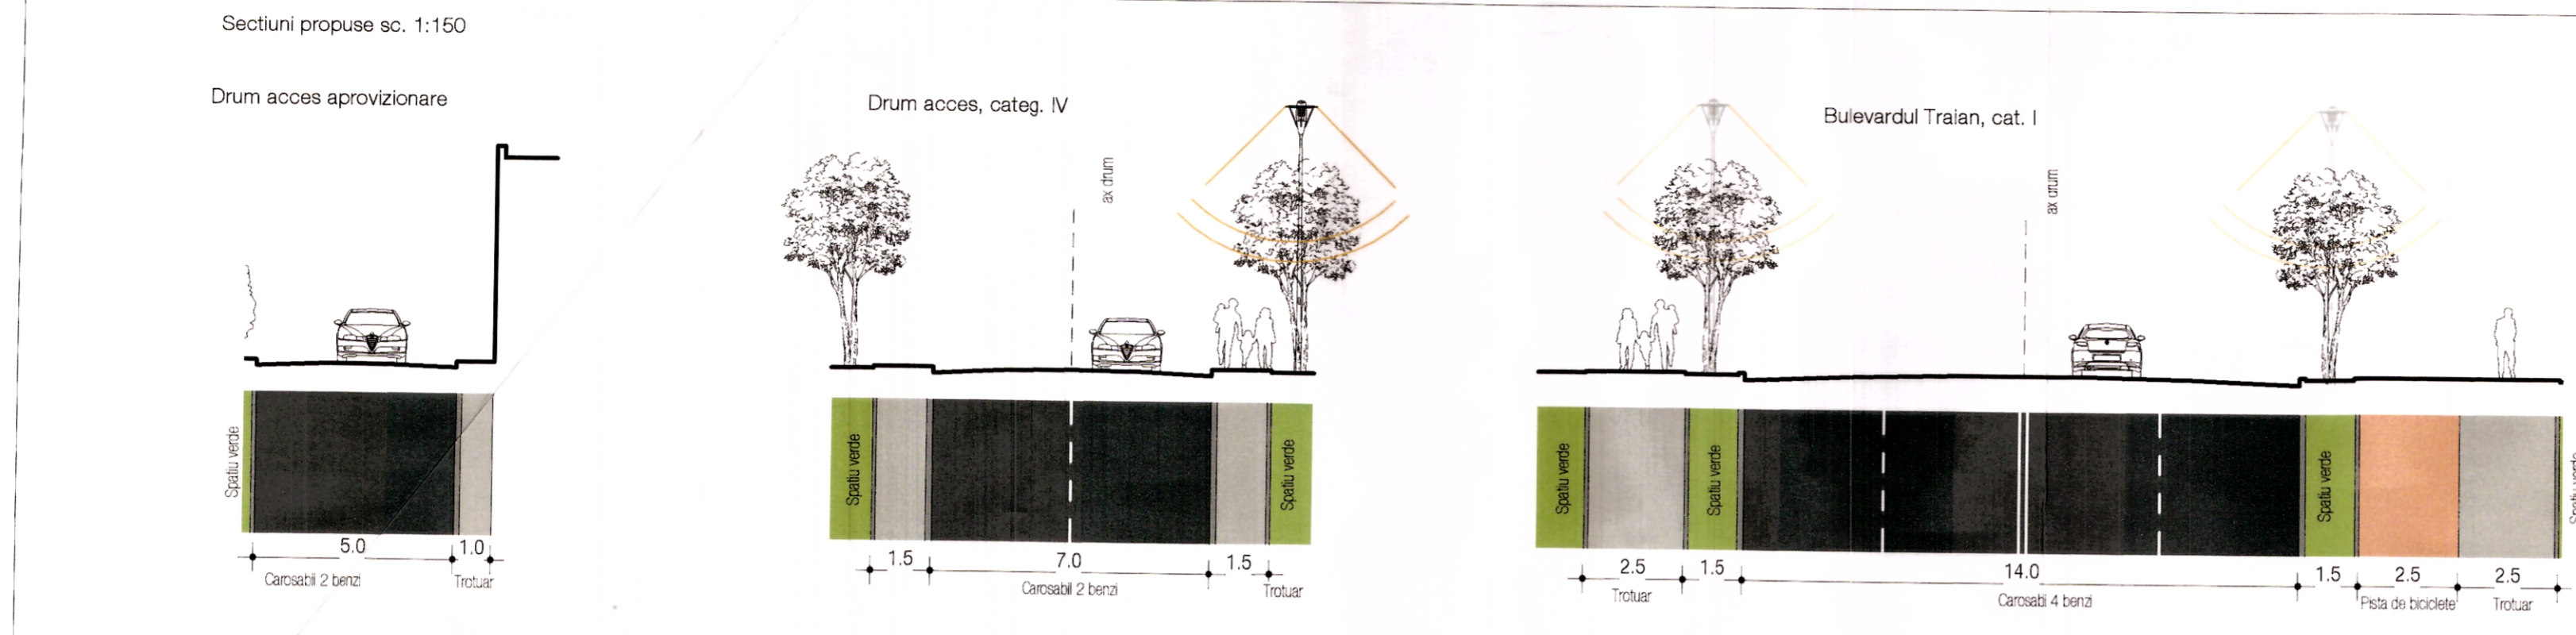 Sectiuni propuse sc. 1:150
Drum acces aprovizionare
Spatiu verde
5.0
1.0
Carosabil 2 benzi
Trotuar
Drum acces, categ. IV
ax drum
Spatiu verde
Spatiu verde
1.5
7.0
1.5
Carosabil 2 benzi
Trotuar
Bulevardul Traian, cat. I
ax drum
Spatiu verde
Spatiu verde
Spatiu verde
Spatiu verde
2.5
1.5
14.0
1.5
2.5
2.5
Trotuar
Carosabil 4 benzi
Pista de biciclete
Trotuar